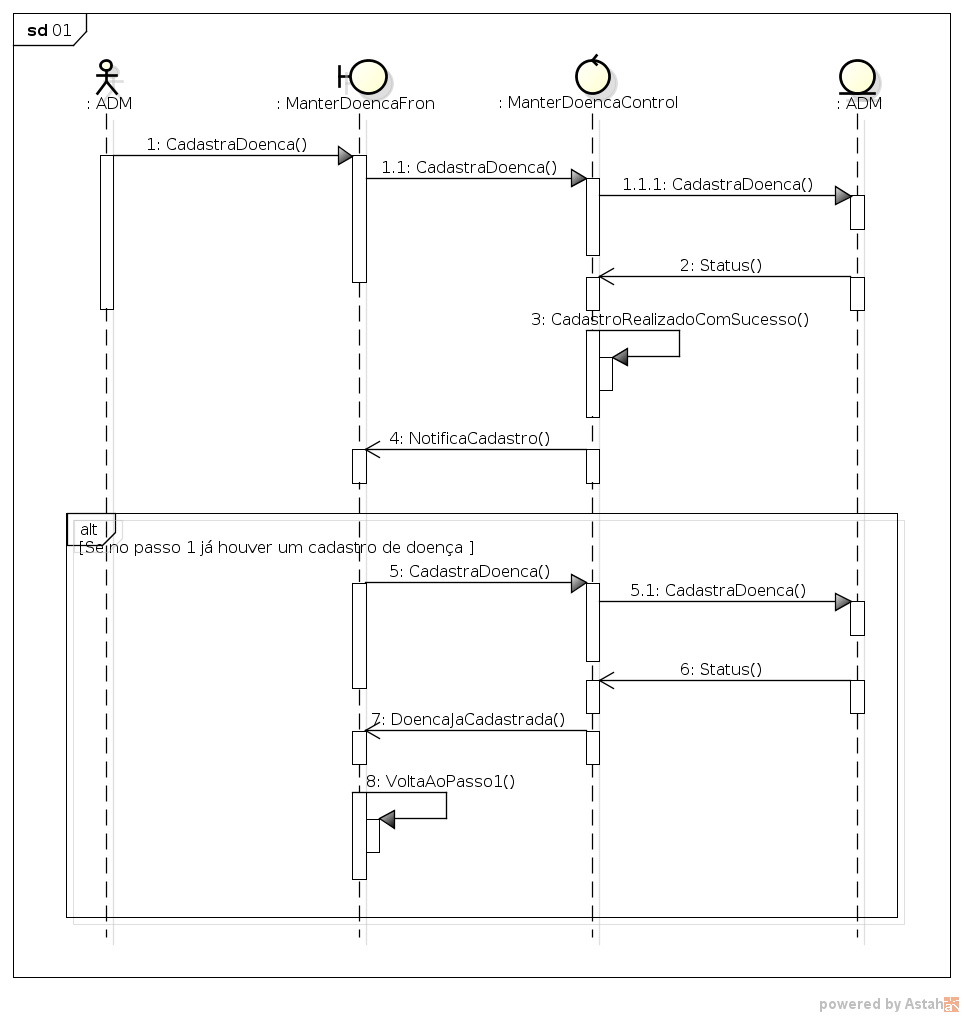 sd 01
: ADM
: ManterDoencaFron
: ManterDoencaControl
: ADM
1: CadastraDoenca()
1.1: CadastraDoenca()
1.1.1: CadastraDoenca()
2: Status()
3: CadastroRealizadoComSucesso()
4: NotificaCadastro()
alt
[Se no passo 1 já houver um cadastro de doença ]
5: CadastraDoenca()
5.1: CadastraDoenca()
6: Status()
7: DoencaJaCadastrada()
8: VoltaAoPasso1()
powered by Astah